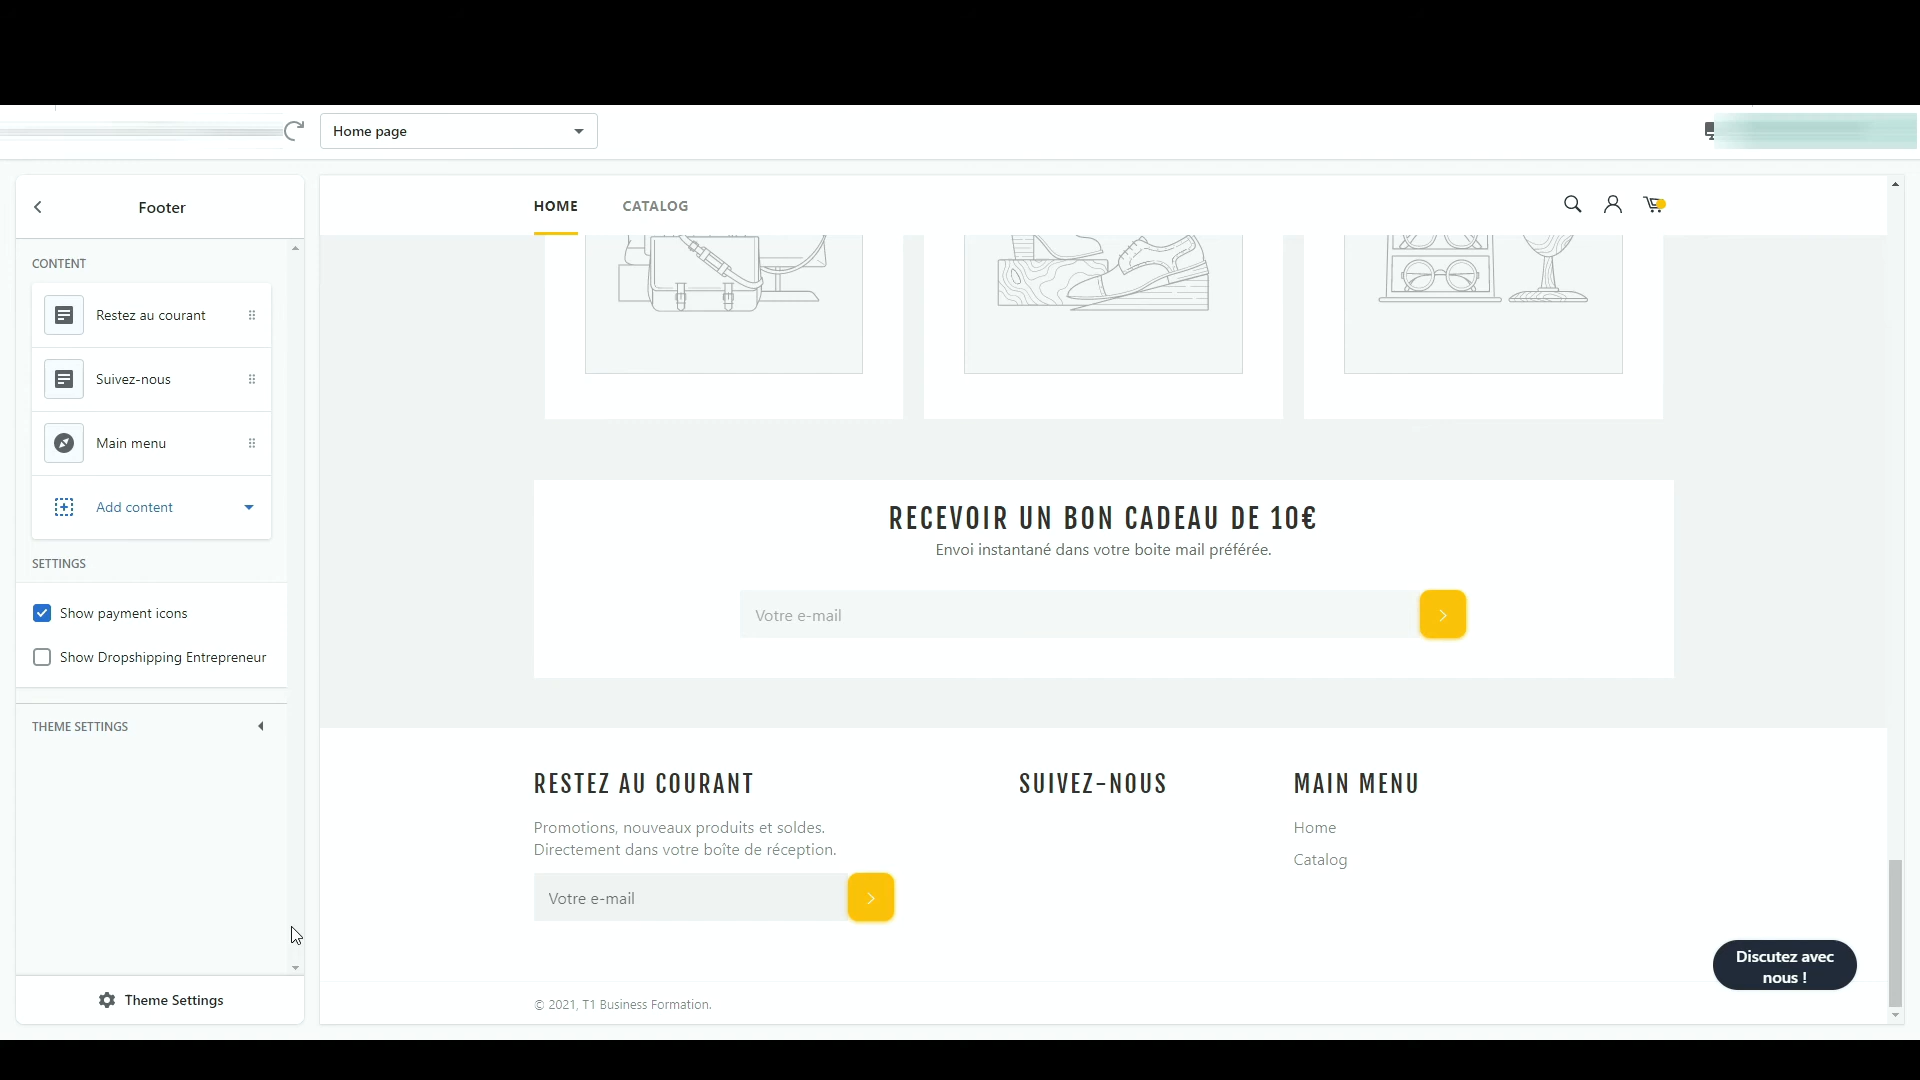 Home page
Footer
CONTENT
Restez au courant
Suivez-nous
Main menu
Add content
SETTINGS
Show payment icons
Show Dropshipping Entrepreneur
THEME SETTINGS
Theme Settings
HOME
CATALOG
RECEVOIR UN BON CADEAU DE 10€
Envoi instantané dans votre boite mail préférée.
Votre e-mail
RESTEZ AU COURANT
Promotions, nouveaux produits et soldes.
Directement dans votre boîte de réception.
Votre e-mail
SUIVEZ-NOUS
MAIN MENU
Home
Catalog
Discutez avec
nous !
© 2021, T1 Business Formation.